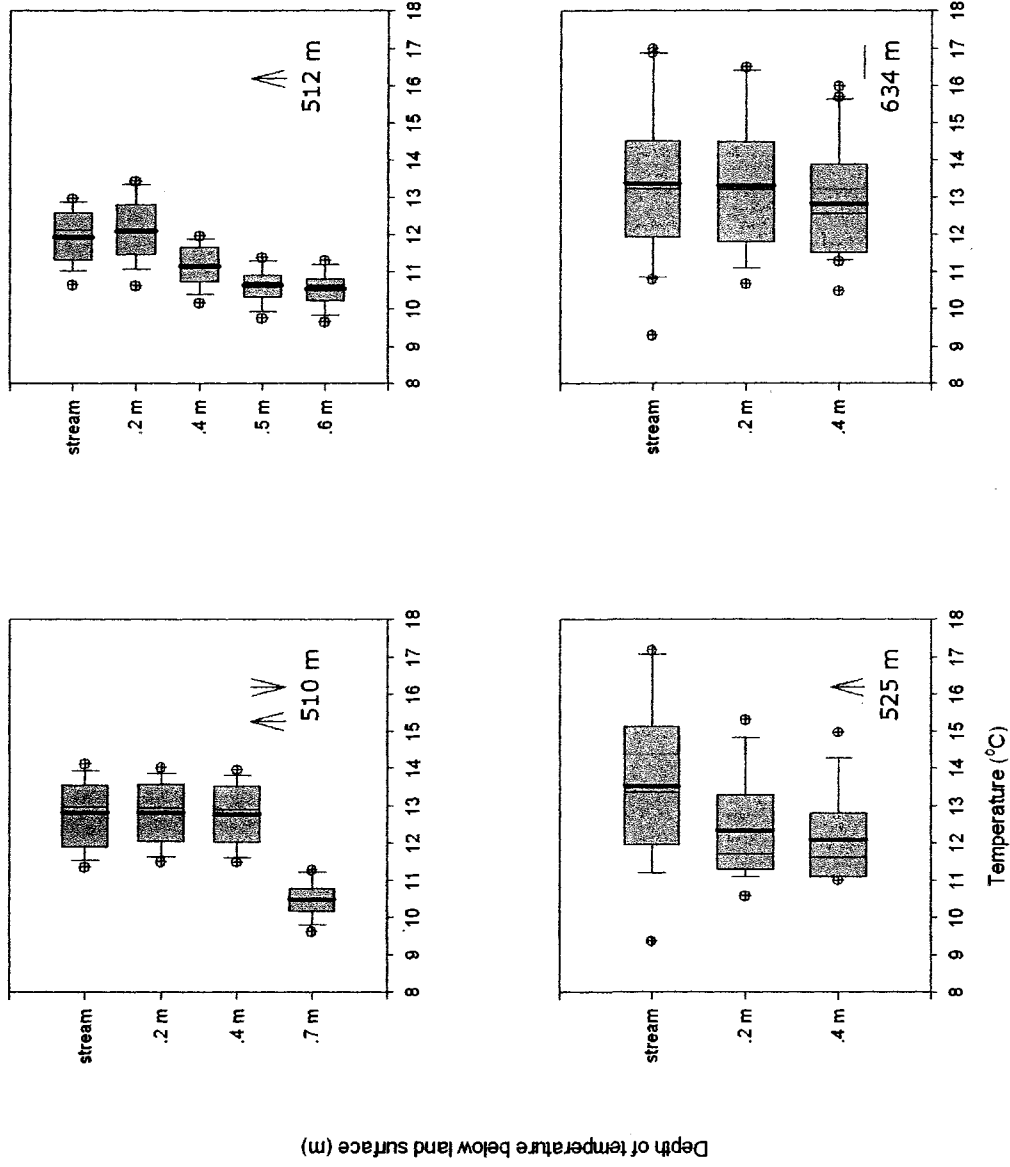 Depth of temperature below land surface (m)
stream
.2 m
.4 m
.7 m
510 m
8 9 10 11 12 13 14 15 16 17 18
stream
.2 m
.4 m
.5 m
.6 m
512 m
8 9 10 11 12 13 14 15 16 17 18
stream
.2 m
.4 m
525 m
8 9 10 11 12 13 14 15 16 17 18
stream
.2 m
.4 m
634 m
8 9 10 11 12 13 14 15 16 17 18
Temperature (°C)